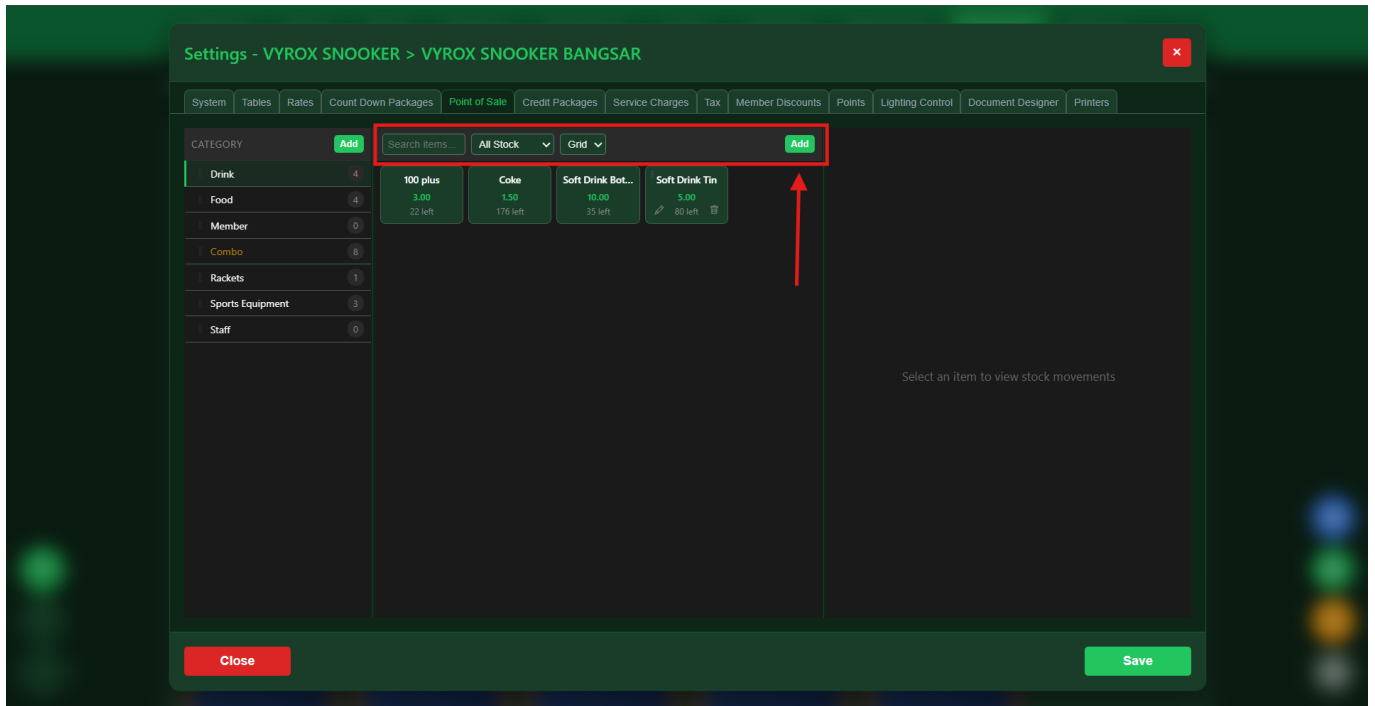 Settings - VYROX SNOOKER > VYROX SNOOKER BANGSAR
×
System Tables Rates Count Down Packages Point of Sale Credit Packages Service Charges Tax Member Discounts Points Lighting Control Document Designer Printers
CATEGORY Add
Search items... All Stock Grid Add
Drink 4
Food 4
Member 0
Combo 8
Rackets 1
Sports Equipment 3
Staff 0
100 plus
3.00
22 left
Coke
1.50
176 left
Soft Drink Bot...
10.00
35 left
Soft Drink Tin
5.00
80 left
Select an item to view stock movements
Close Save